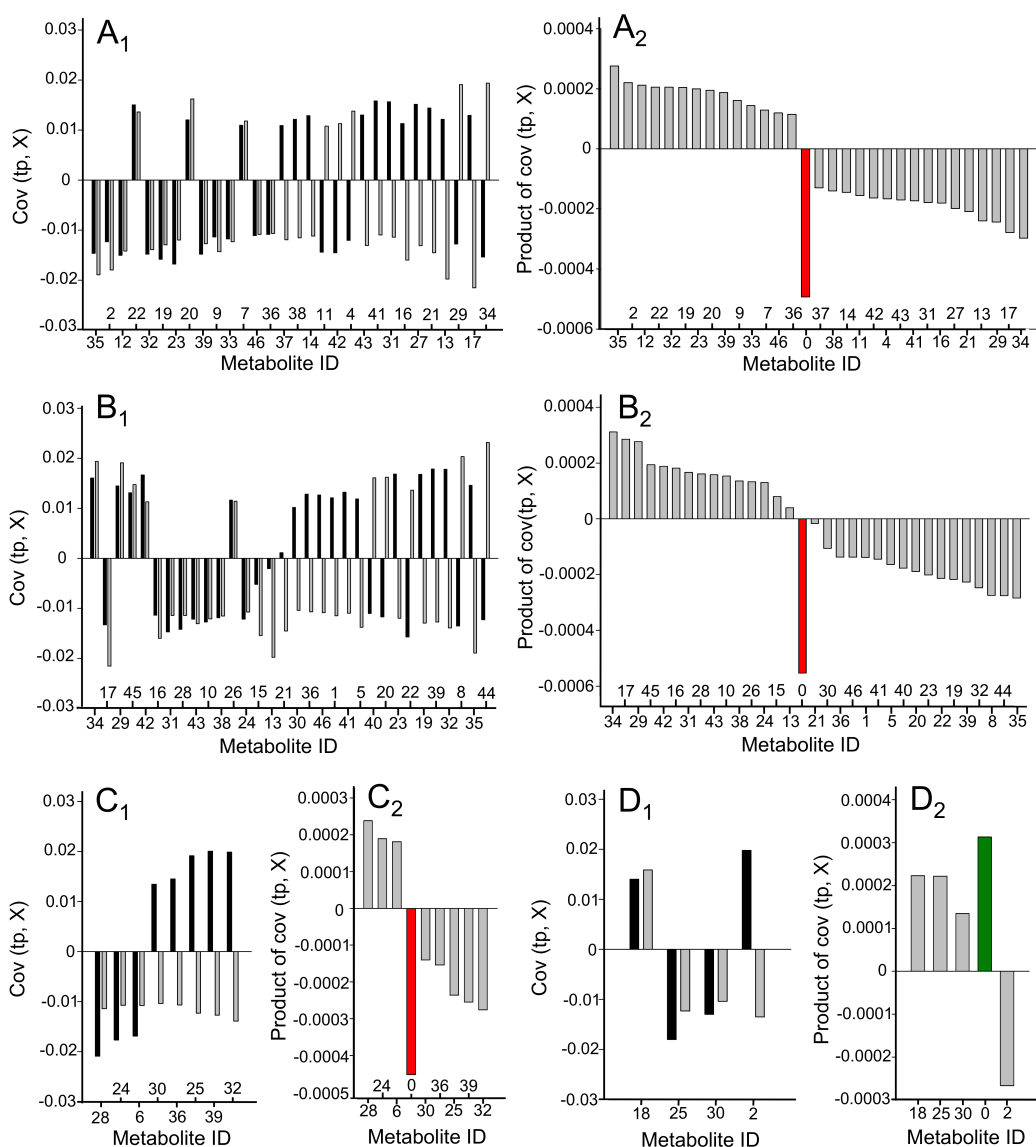 A1
Cov (tp, X)
0.03
0.02
0.01
0
-0.01
-0.02
-0.03
2 22 19 20 9 7 36 38 11 4 41 16 21 29 34
35 12 32 23 39 33 46 37 14 42 43 31 27 13 17
Metabolite ID
A2
Product of cov (tp, X)
0.0004
0.0002
0
-0.0002
-0.0004
-0.0006
2 22 19 20 9 7 36 37 14 42 43 31 27 13 17
35 12 32 23 39 33 46 0 38 11 4 41 16 21 29 34
Metabolite ID
B1
Cov (tp, X)
0.03
0.02
0.01
0
-0.01
-0.02
-0.03
17 45 16 28 10 26 15 21 36 1 5 20 22 39 8 44
34 29 42 31 43 38 24 13 30 46 41 40 23 19 32 35
Metabolite ID
B2
Product of cov(tp, X)
0.0004
0.0002
0
-0.0002
-0.0004
-0.0006
17 45 16 28 10 26 15 0 30 46 41 40 23 19 32 44
34 29 42 31 43 38 24 13 21 36 1 5 20 22 39 8 35
Metabolite ID
C1
Cov (tp, X)
0.03
0.02
0.01
0
-0.01
-0.02
-0.03
24 30 25 32
28 6 36 39
Metabolite ID
C2
Product of cov (tp, X)
0.0003
0.0002
0.0001
0
-0.0001
-0.0002
-0.0003
-0.0004
-0.0005
24 0 36 39
28 6 30 25 32
Metabolite ID
D1
Cov (tp, X)
0.03
0.02
0.01
0
-0.01
-0.02
-0.03
18 25 30 2
Metabolite ID
D2
Product of cov (tp, X)
0.0004
0.0003
0.0002
0.0001
0
-0.0001
-0.0002
-0.0003
18 25 30 0 2
Metabolite ID